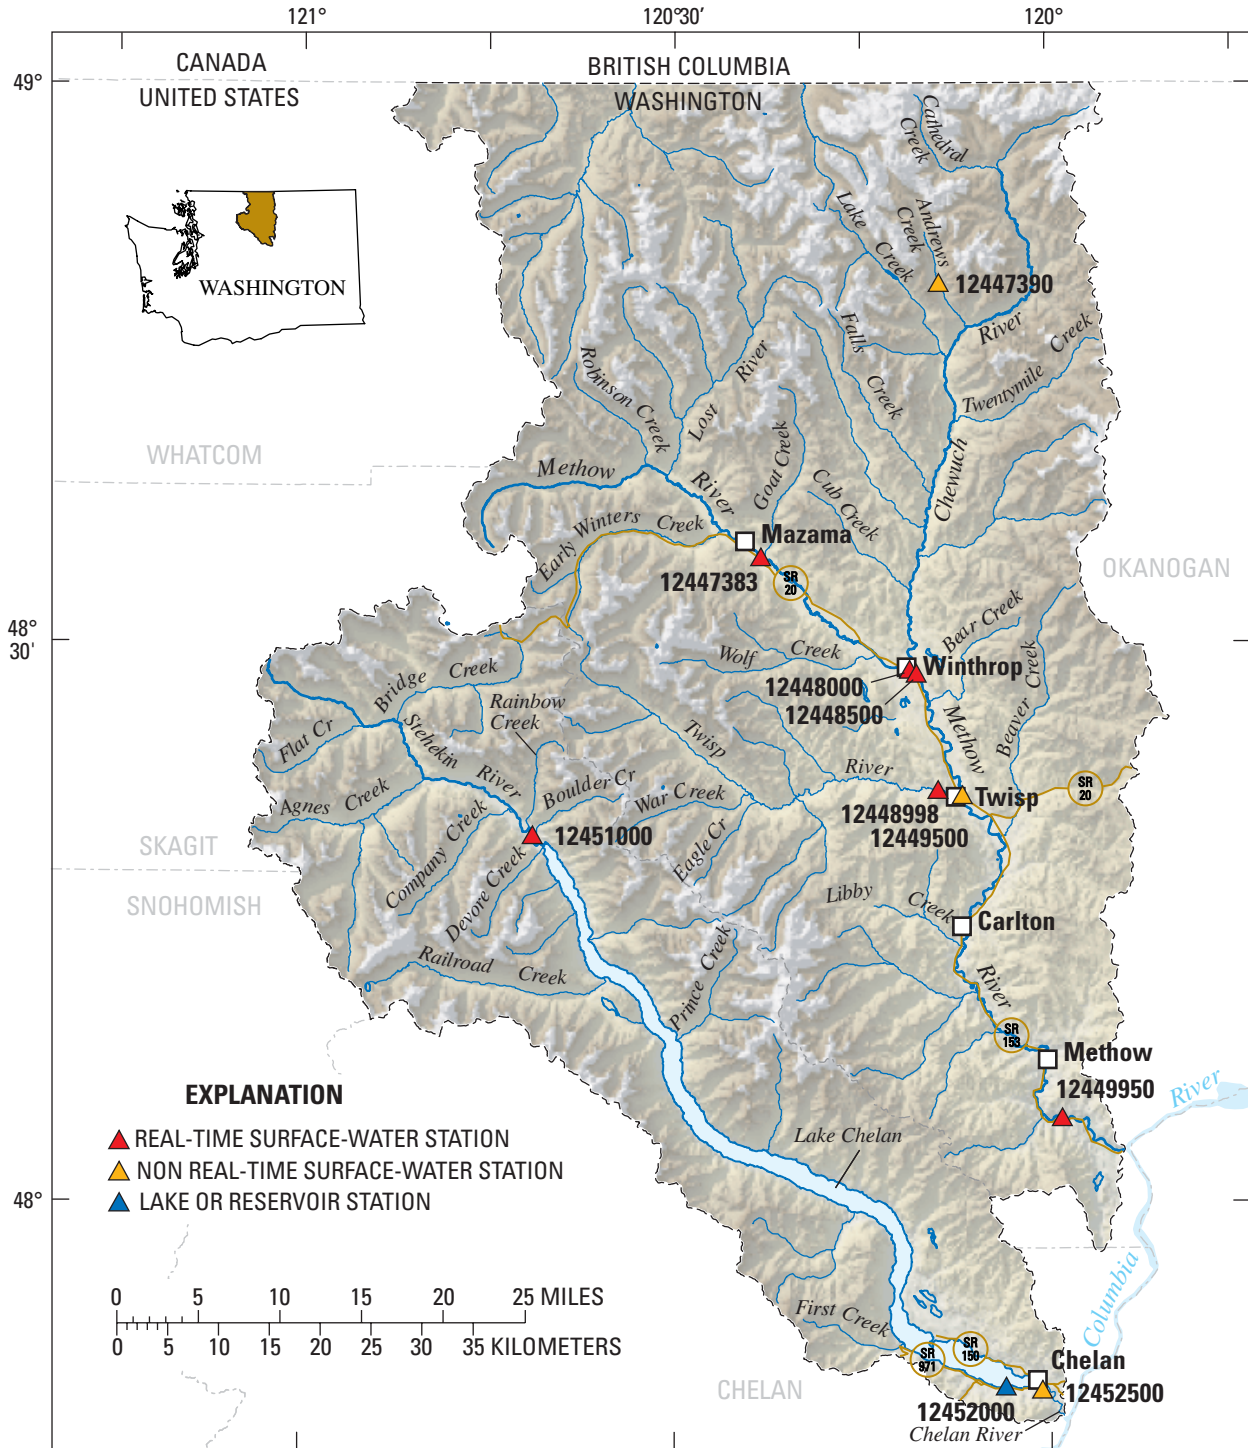 121°
120°30′
120°
49°
CANADA
UNITED STATES
BRITISH COLUMBIA
WASHINGTON
Cathedral
Creek
Lake
Creek
Andrews
Creek
WASHINGTON
12447390
River
Falls
Creek
Twentymile
Creek
Robinson Creek
Lost
River
WHATCOM
Methow
River
Goat Creek
Cub Creek
Chewuch
Early Winters
Creek
Mazama
12447383
SR
20
OKANOGAN
48°
30′
Bear Creek
Wolf
Creek
Winthrop
12448000
12448500
Bridge
Creek
Rainbow
Creek
Flat Cr
Stehekin
River
Twisp
River
Methow
Beaver
Creek
SR
20
Agnes
Creek
Boulder Cr
War Creek
Twisp
12448998
12449500
12451000
Company Creek
Devore Creek
Eagle Cr
SKAGIT
SNOHOMISH
Libby
Creek
Carlton
Railroad
Creek
Prince Creek
River
SR
153
Methow
12449950
River
EXPLANATION
REAL-TIME SURFACE-WATER STATION
NON REAL-TIME SURFACE-WATER STATION
LAKE OR RESERVOIR STATION
Lake Chelan
48°
Columbia
0 5 10 15 20 25 MILES
0 5 10 15 20 25 30 35 KILOMETERS
First Creek
SR
150
SR
971
Chelan
12452500
CHELAN
12452000
Chelan River